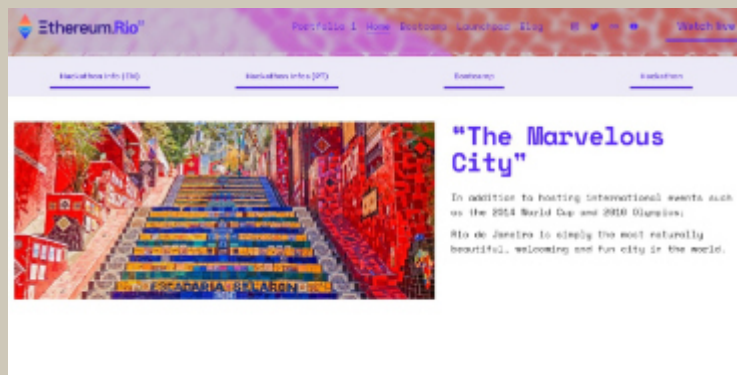 Ethereum.Rio
Portfolio 1 Home Bootcamp Launchpad Blog Watch live
Hackathon Info (EN) Hackathon Infos (PT) Bootcamp Hackathon
“The Marvelous
City”
In addition to hosting international events such
as the 2014 World Cup and 2016 Olympics;
Rio de Janeiro is simply the most naturally
beautiful, welcoming and fun city in the world.
ESCADARIA SELARÓN